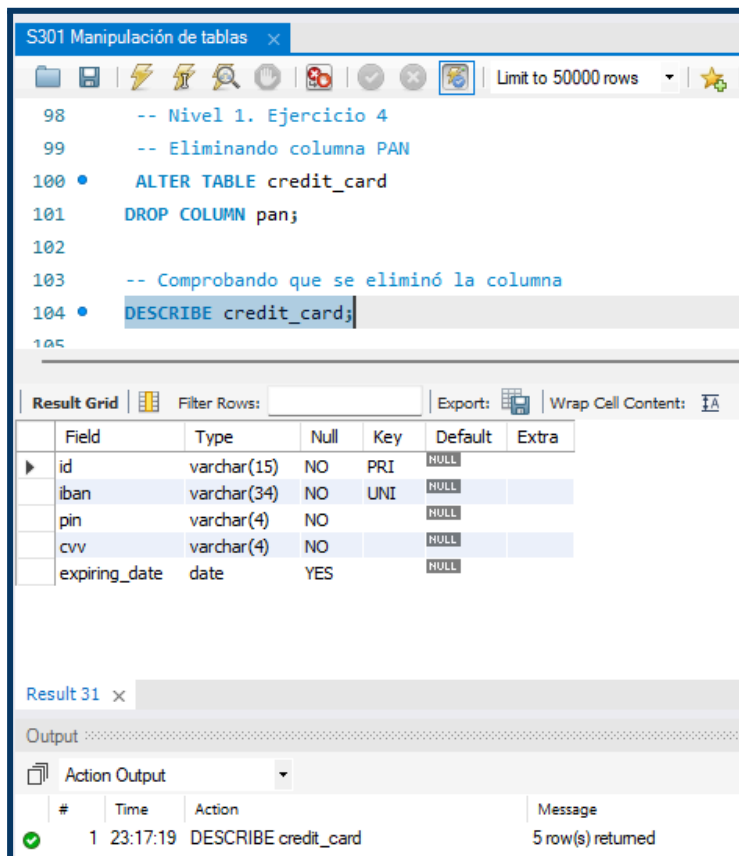 S301 Manipulación de tablas ×
Limit to 50000 rows
98 -- Nivel 1. Ejercicio 4
99 -- Eliminando columna PAN
100 ALTER TABLE credit_card
101 DROP COLUMN pan;
102
103 -- Comprobando que se eliminó la columna
104 DESCRIBE credit_card;
105
Result Grid Filter Rows: Export: Wrap Cell Content: IA
Field Type Null Key Default Extra
id varchar(15) NO PRI NULL
iban varchar(34) NO UNI NULL
pin varchar(4) NO NULL
cvv varchar(4) NO NULL
expiring_date date YES NULL
Result 31 ×
Output
Action Output
# Time Action Message
1 23:17:19 DESCRIBE credit_card 5 row(s) returned